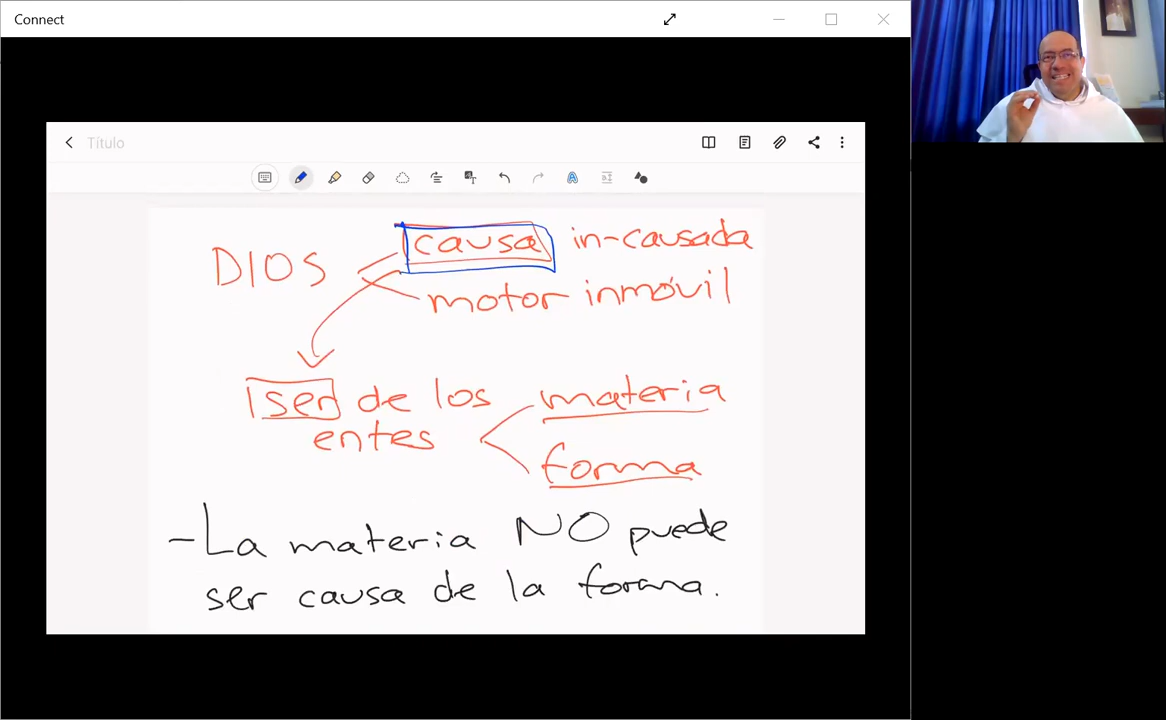 Connect
Título
DIOS causa in-causada
motor inmóvil
ser de los materia
entes
forma
-La materia NO puede
ser causa de la forma.